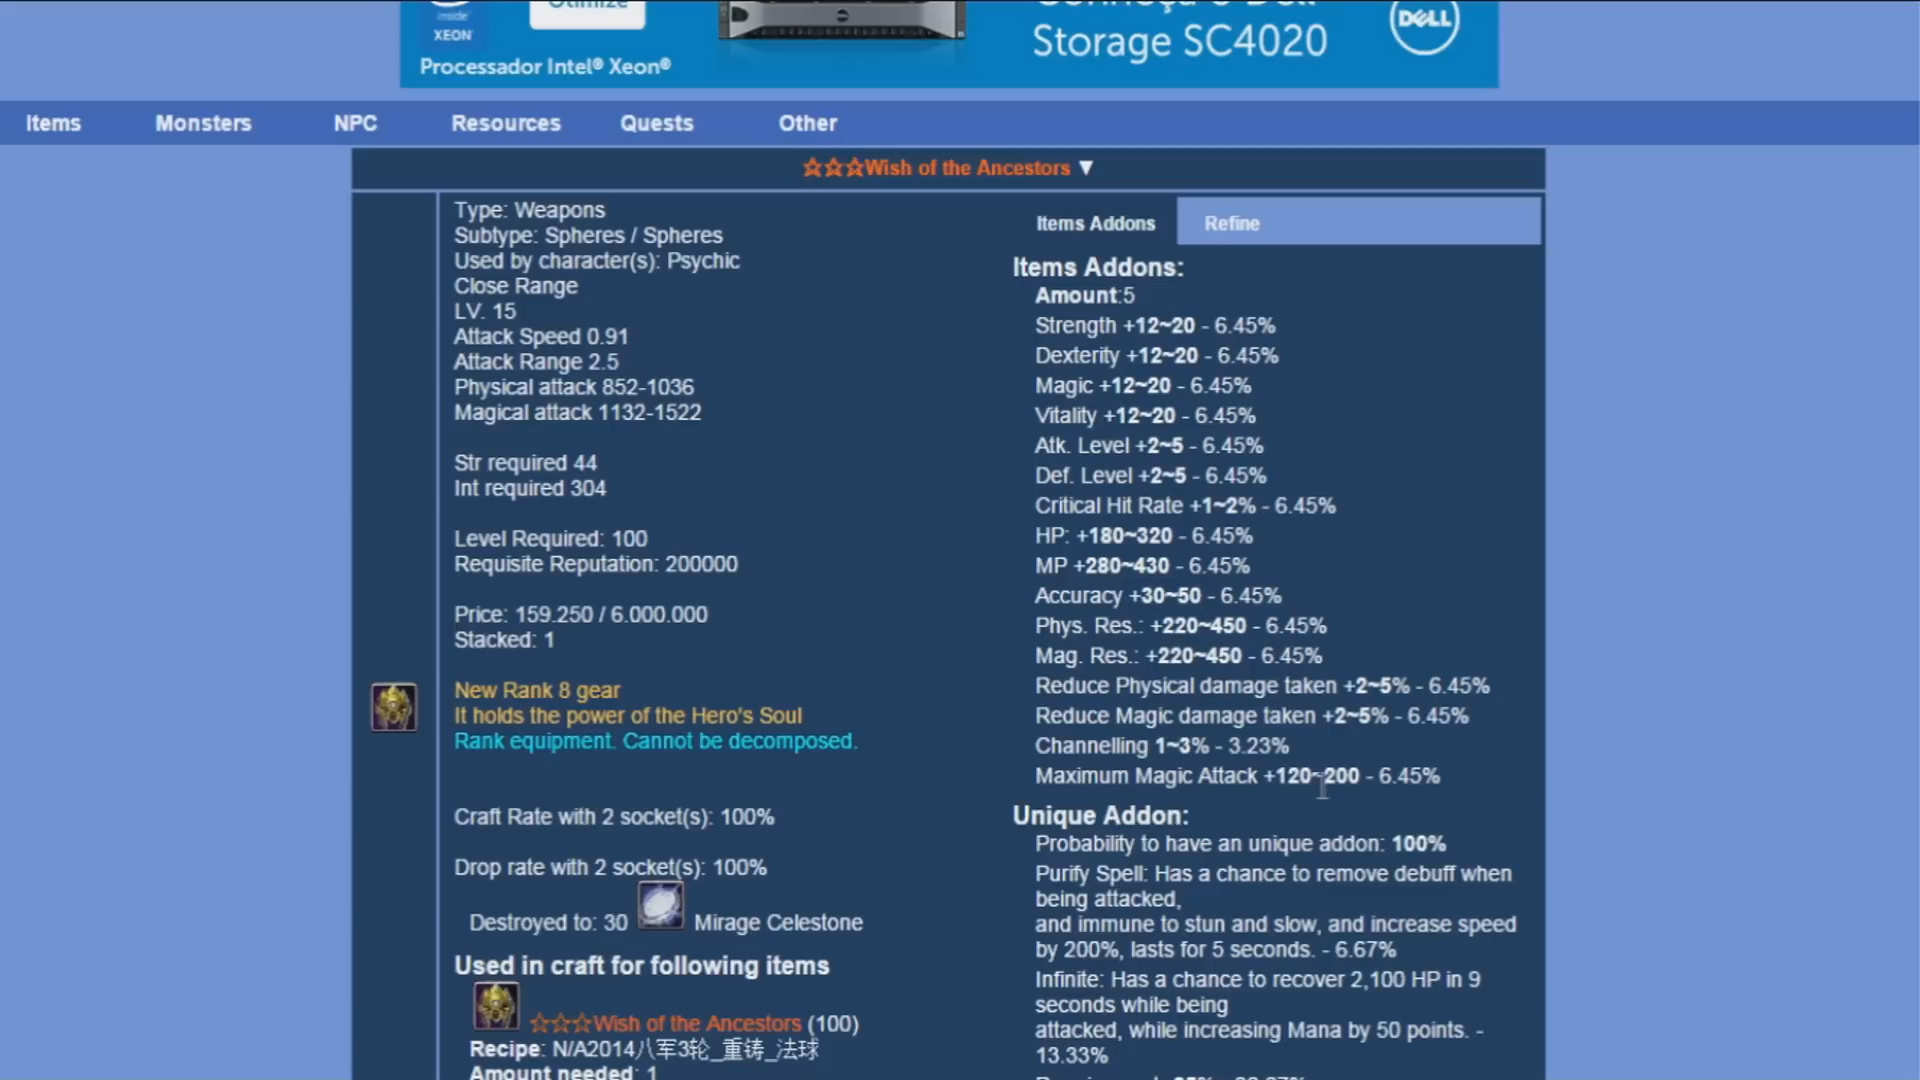 Otimize
Conheça o Dell
inside
XEON
Storage SC4020
DELL
Processador Intel® Xeon®
Items
Monsters
NPC
Resources
Quests
Other
☆☆☆Wish of the Ancestors ▼
Type: Weapons
Subtype: Spheres / Spheres
Used by character(s): Psychic
Close Range
LV. 15
Attack Speed 0.91
Attack Range 2.5
Physical attack 852-1036
Magical attack 1132-1522
Str required 44
Int required 304
Level Required: 100
Requisite Reputation: 200000
Price: 159.250 / 6.000.000
Stacked: 1
New Rank 8 gear
It holds the power of the Hero's Soul
Rank equipment. Cannot be decomposed.
Craft Rate with 2 socket(s): 100%
Drop rate with 2 socket(s): 100%
Destroyed to: 30 Mirage Celestone
Used in craft for following items
☆☆☆Wish of the Ancestors (100)
Recipe: N/A2014八军3轮_重铸_法球
Amount needed: 1
Items Addons
Refine
Items Addons:
Amount:5
Strength +12~20 - 6.45%
Dexterity +12~20 - 6.45%
Magic +12~20 - 6.45%
Vitality +12~20 - 6.45%
Atk. Level +2~5 - 6.45%
Def. Level +2~5 - 6.45%
Critical Hit Rate +1~2% - 6.45%
HP: +180~320 - 6.45%
MP +280~430 - 6.45%
Accuracy +30~50 - 6.45%
Phys. Res.: +220~450 - 6.45%
Mag. Res.: +220~450 - 6.45%
Reduce Physical damage taken +2~5% - 6.45%
Reduce Magic damage taken +2~5% - 6.45%
Channelling 1~3% - 3.23%
Maximum Magic Attack +120~200 - 6.45%
Unique Addon:
Probability to have an unique addon: 100%
Purify Spell: Has a chance to remove debuff when
being attacked,
and immune to stun and slow, and increase speed
by 200%, lasts for 5 seconds. - 6.67%
Infinite: Has a chance to recover 2,100 HP in 9
seconds while being
attacked, while increasing Mana by 50 points. -
13.33%